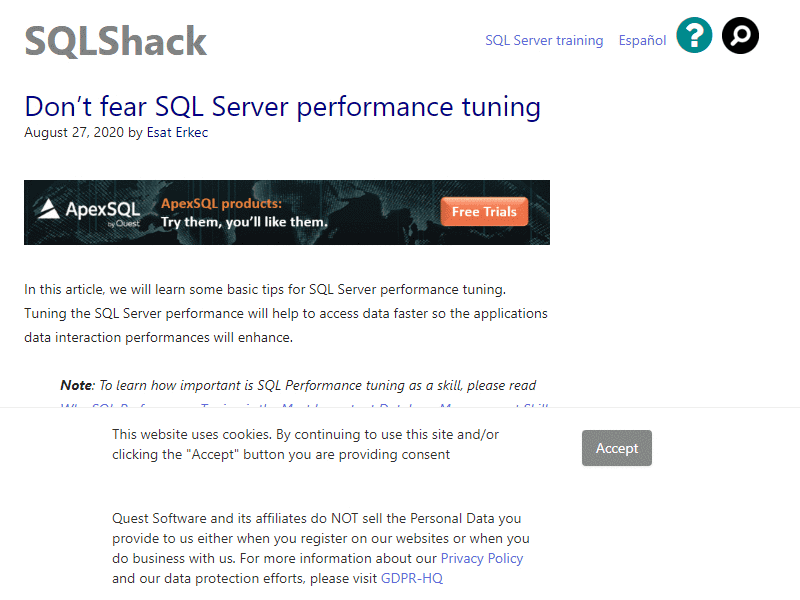 SQLShack
SQL Server training Español ?
Don't fear SQL Server performance tuning
August 27, 2020 by Esat Erkec
ApexSQL by Quest
ApexSQL products:
Try them, you'll like them.
Free Trials
In this article, we will learn some basic tips for SQL Server performance tuning.
Tuning the SQL Server performance will help to access data faster so the applications
data interaction performances will enhance.
Note: To learn how important is SQL Performance tuning as a skill, please read
This website uses cookies. By continuing to use this site and/or
clicking the "Accept" button you are providing consent
Accept
Quest Software and its affiliates do NOT sell the Personal Data you
provide to us either when you register on our websites or when you
do business with us. For more information about our Privacy Policy
and our data protection efforts, please visit GDPR-HQ